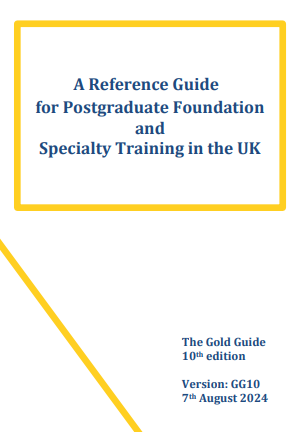 A Reference Guide
for Postgraduate Foundation
and
Specialty Training in the UK
The Gold Guide
10th edition
Version: GG10
7th August 2024